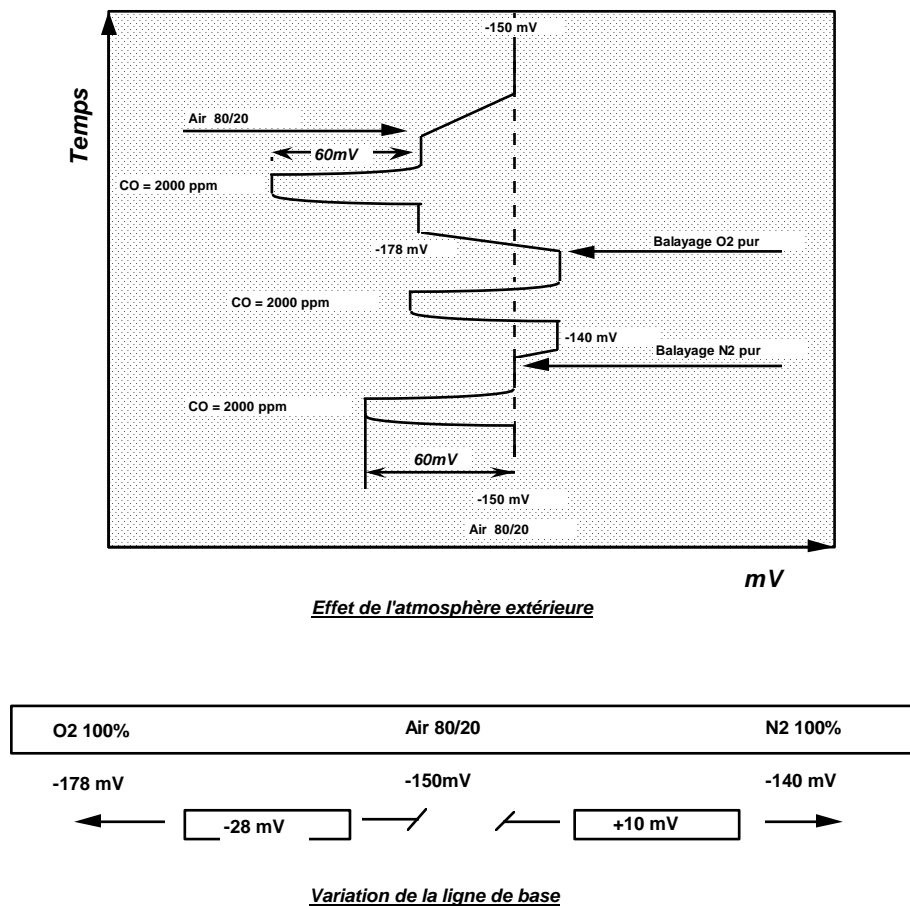 -150 mV
Temps
Air 80/20
60mV
CO = 2000 ppm
Balayage O2 pur
-178 mV
CO = 2000 ppm
-140 mV
Balayage N2 pur
CO = 2000 ppm
60mV
-150 mV
Air 80/20
mV
Effet de l'atmosphère extérieure
O2 100% Air 80/20 N2 100%
-178 mV -150mV -140 mV
-28 mV +10 mV
Variation de la ligne de base